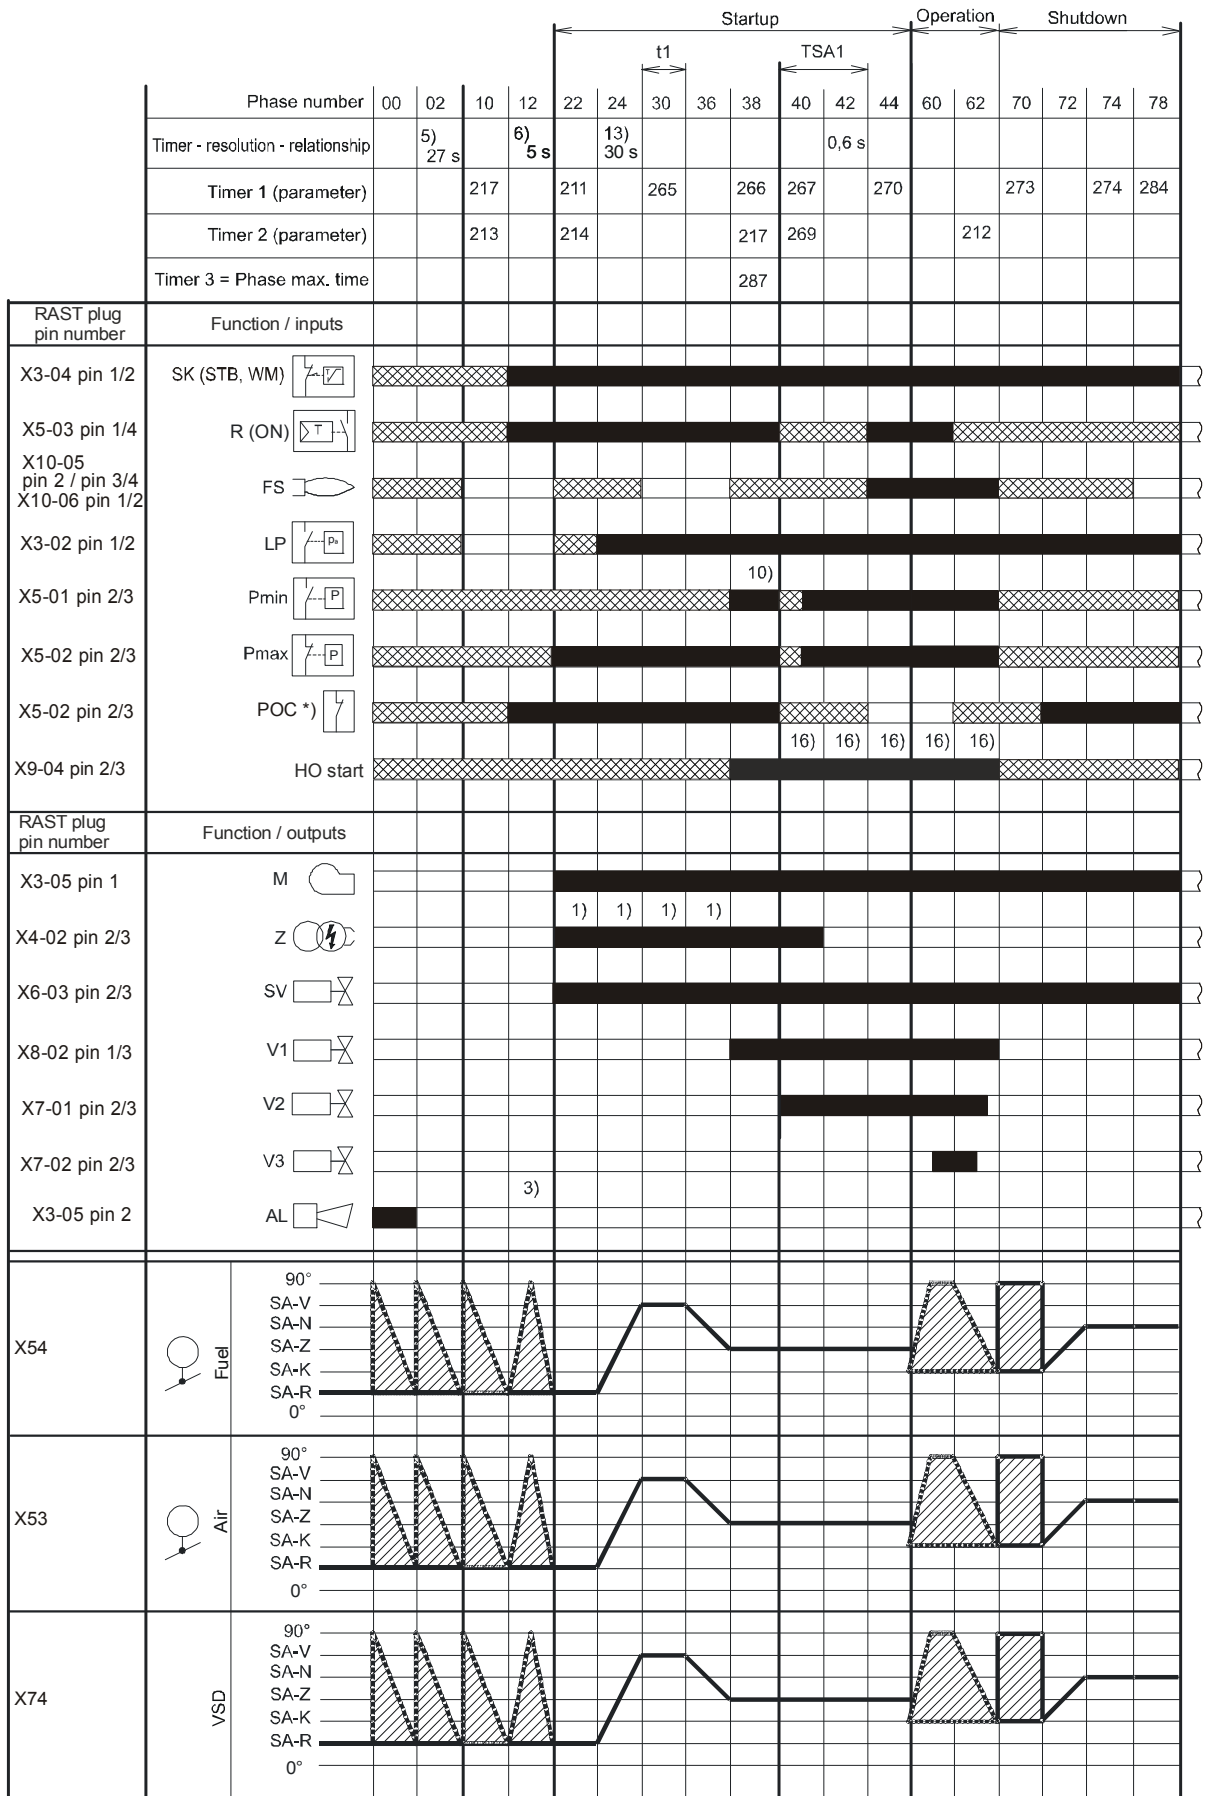 Startup Operation Shutdown
t1 TSA1
Phase number 00 02 10 12 22 24 30 36 38 40 42 44 60 62 70 72 74 78
Timer - resolution - relationship 5) 27 s 6) 5 s 13) 30 s 0,6 s
Timer 1 (parameter) 217 211 265 266 267 270 273 274 284
Timer 2 (parameter) 213 214 217 269 212
Timer 3 = Phase max. time 287
RAST plug
pin number
Function / inputs
X3-04 pin 1/2 SK (STB, WM)
X5-03 pin 1/4 R (ON) T
X10-05
pin 2 / pin 3/4
X10-06 pin 1/2
FS
X3-02 pin 1/2 LP Pa
10)
X5-01 pin 2/3 Pmin P
X5-02 pin 2/3 Pmax P
X5-02 pin 2/3 POC *)
16) 16) 16) 16) 16)
X9-04 pin 2/3 HO start
RAST plug
pin number
Function / outputs
X3-05 pin 1 M
1) 1) 1) 1)
X4-02 pin 2/3 Z
X6-03 pin 2/3 SV
X8-02 pin 1/3 V1
X7-01 pin 2/3 V2
X7-02 pin 2/3 V3
3)
X3-05 pin 2 AL
X54
Fuel
90°
SA-V
SA-N
SA-Z
SA-K
SA-R
0°
X53
Air
90°
SA-V
SA-N
SA-Z
SA-K
SA-R
0°
X74
VSD
90°
SA-V
SA-N
SA-Z
SA-K
SA-R
0°